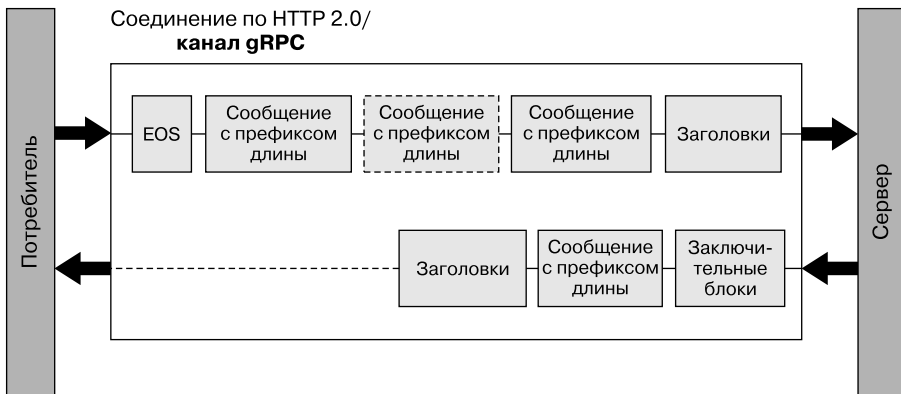 Соединение по HTTP 2.0/
канал gRPC
Потребитель
EOS
Сообщение
с префиксом
длины
Сообщение
с префиксом
длины
Сообщение
с префиксом
длины
Заголовки
Заголовки
Сообщение
с префиксом
длины
Заключи-
тельные
блоки
Сервер